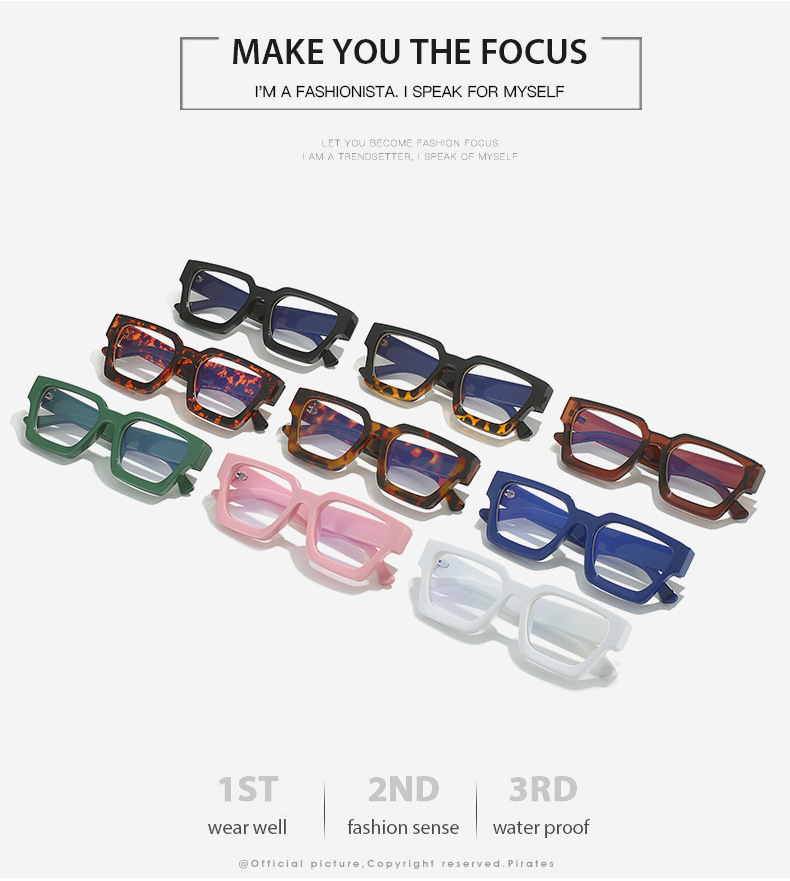 MAKE YOU THE FOCUS
I'M A FASHIONISTA. I SPEAK FOR MYSELF
LET YOU BECOME FASHION FOCUS
I AM A TRENDSETTER, I SPEAK OF MYSELF
1ST
2ND
3RD
wear well
fashion sense
water proof
@Official picture,Copyright reserved.Pirates